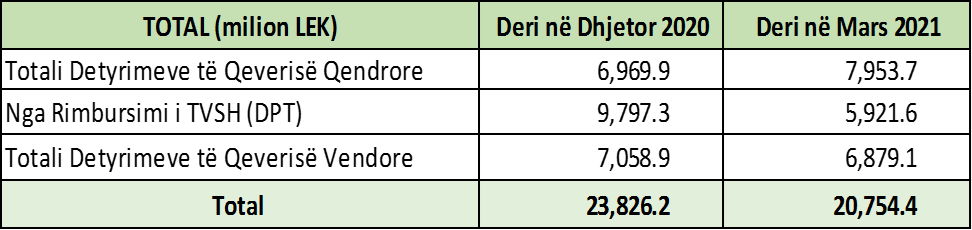 TOTAL (milion LEK) Deri në Dhjetor 2020 Deri në Mars 2021
Totali Detyrimeve të Qeverisë Qendrore 6,969.9 7,953.7
Nga Rimbursimi i TVSH (DPT) 9,797.3 5,921.6
Totali Detyrimeve të Qeverisë Vendore 7,058.9 6,879.1
Total 23,826.2 20,754.4